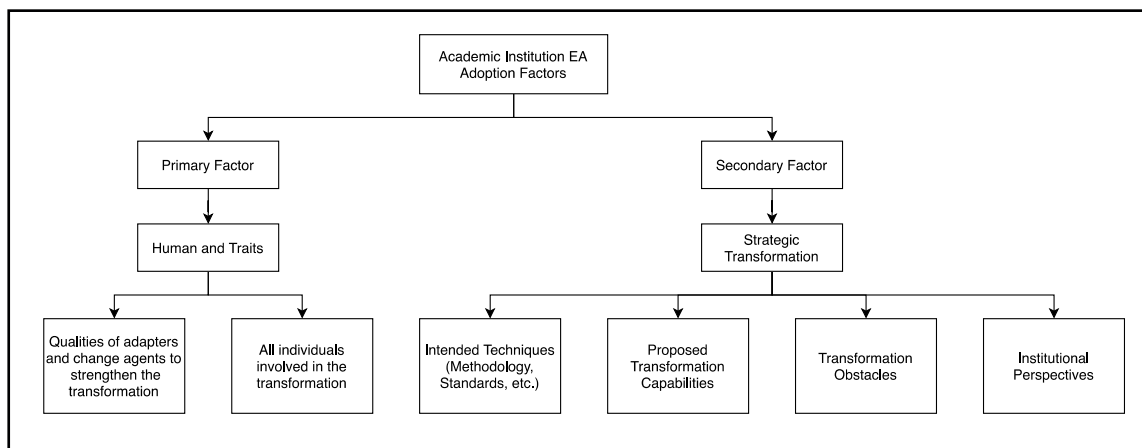 Academic Institution EA
Adoption Factors
Primary Factor
Secondary Factor
Human and Traits
Strategic
Transformation
Qualities of adapters
and change agents to
strengthen the
transformation
All individuals
involved in the
transformation
Intended Techniques
(Methodology,
Standards, etc.)
Proposed
Transformation
Capabilities
Transformation
Obstacles
Institutional
Perspectives